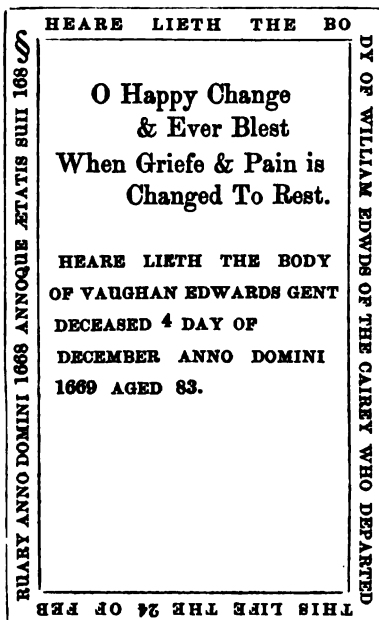 HEARE LIETH THE BO
DY OF WILLIAM EDWDS OF THE CAIREY WHO DEPARTED
THIS LIFE THE 24 OF FEB
RUARY ANNO DOMINI 1668 ANNOQUE ÆTATIS SUII 168
O Happy Change
& Ever Blest
When Griefe & Pain is
Changed To Rest.
HEARE LIETH THE BODY
OF VAUGHAN EDWARDS GENT
DECEASED 4 DAY OF
DECEMBER ANNO DOMINI
1669 AGED 83.